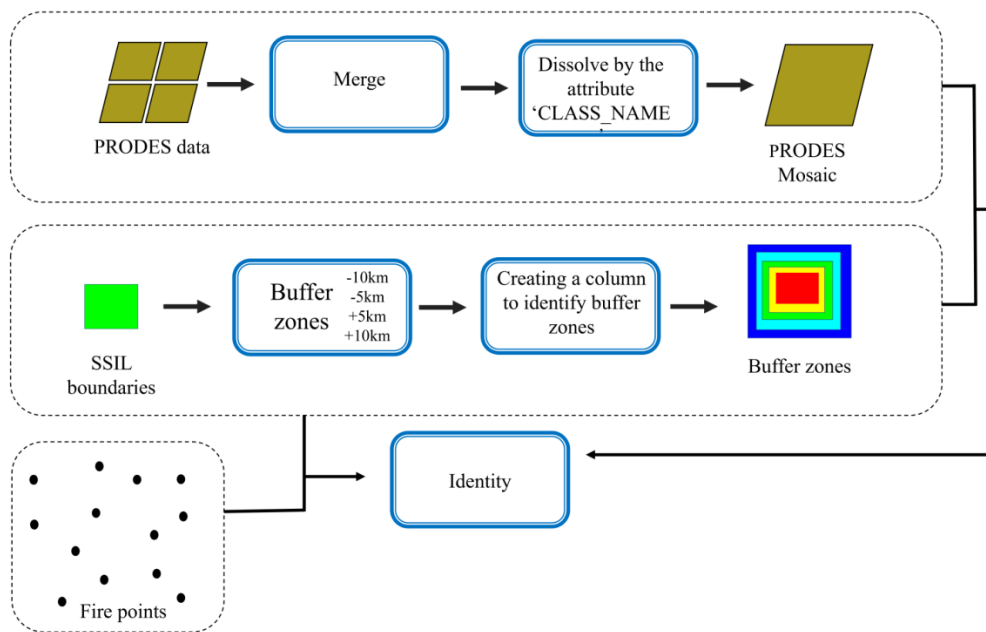 Merge
Dissolve by the
attribute
‘CLASS_NAME
’
PRODES data
PRODES
Mosaic
Buffer
zones
-10km
-5km
+5km
+10km
Creating a column
to identify buffer
zones
SSIL
boundaries
Buffer zones
Identity
Fire points